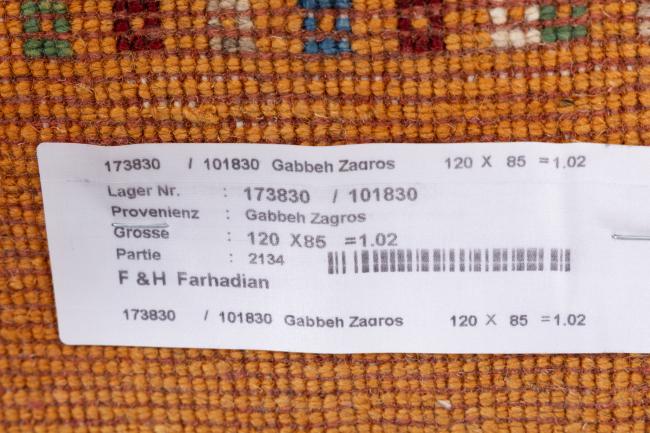 173830 / 101830 Gabbeh Zagros 120 X 85 =1.02
Lager Nr. : 173830 / 101830
Provenienz : Gabbeh Zagros
Grosse : 120 X85 =1.02
Partie : 2134
F &H Farhadian
173830 / 101830 Gabbeh Zagros 120 X 85 =1.02